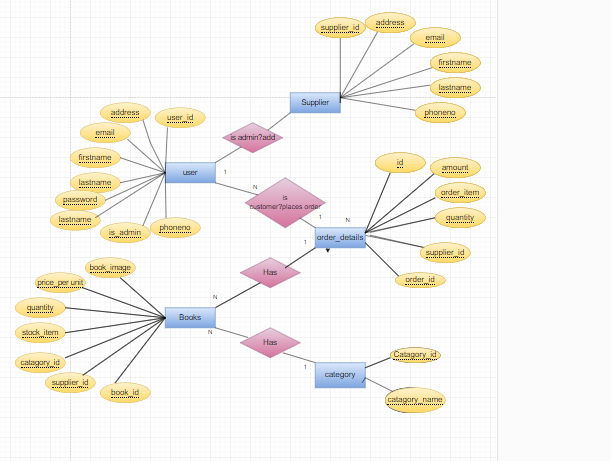 supplier_id
address
email
firstname
lastname
phoneno
Supplier
address
user_id
email
firstname
lastname
password
lastname
is_admin
phoneno
user
is admin?add
1
N
is
customer?places order
1
N
id
amount
order_item
quantity
supplier_id
order_id
order_details
1
Has
N
book_image
price_per unit
quantity
stock_item
catagory_id
supplier_id
book_id
Books
N
Has
1
category
Catagory_id
catagory_name